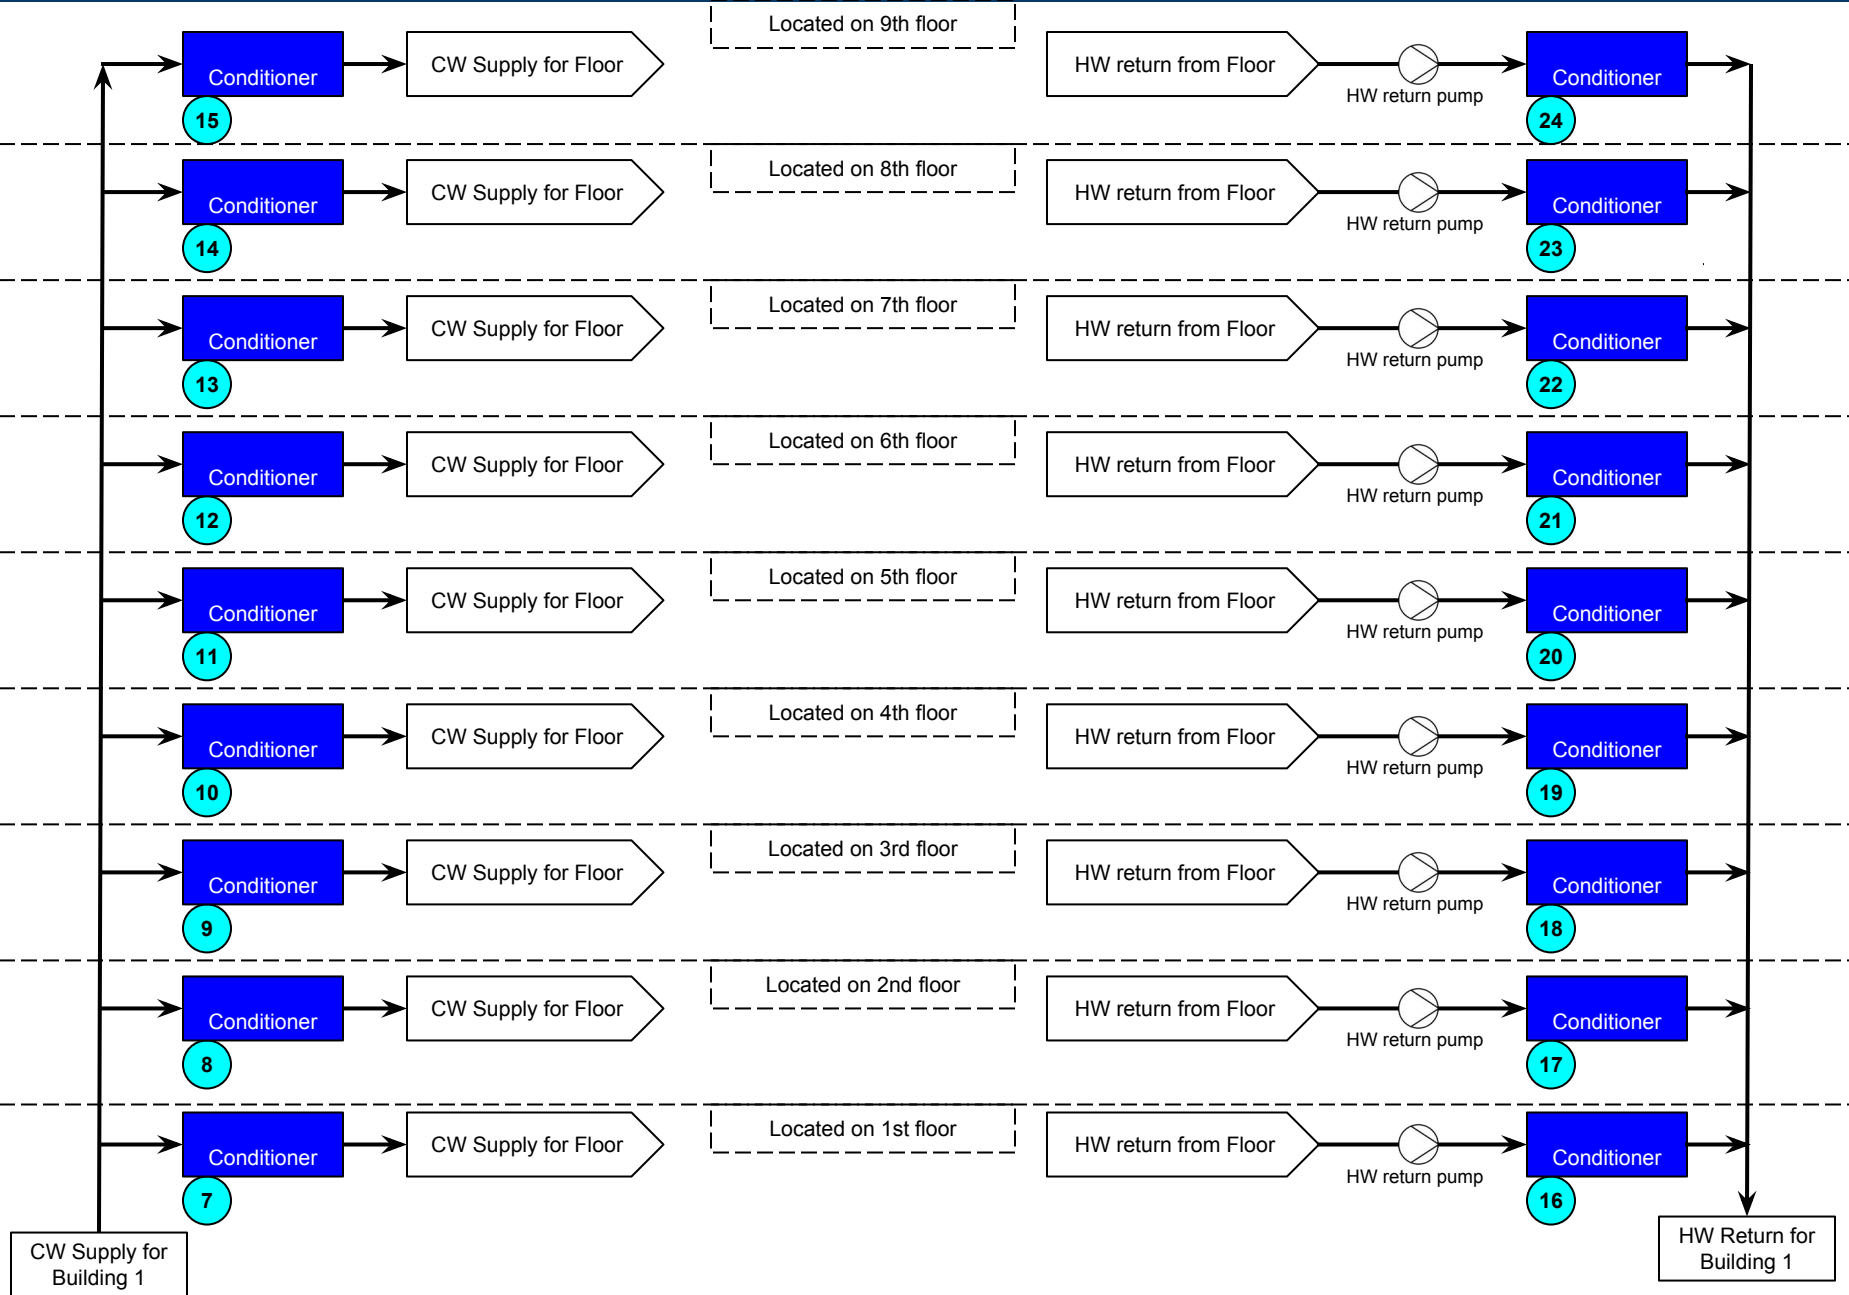 Located on 9th floor
Conditioner
CW Supply for Floor
HW return from Floor
HW return pump
Conditioner
15
24
Located on 8th floor
Conditioner
CW Supply for Floor
HW return from Floor
HW return pump
Conditioner
14
23
Located on 7th floor
Conditioner
CW Supply for Floor
HW return from Floor
HW return pump
Conditioner
13
22
Located on 6th floor
Conditioner
CW Supply for Floor
HW return from Floor
HW return pump
Conditioner
12
21
Located on 5th floor
Conditioner
CW Supply for Floor
HW return from Floor
HW return pump
Conditioner
11
20
Located on 4th floor
Conditioner
CW Supply for Floor
HW return from Floor
HW return pump
Conditioner
10
19
Located on 3rd floor
Conditioner
CW Supply for Floor
HW return from Floor
HW return pump
Conditioner
9
18
Located on 2nd floor
Conditioner
CW Supply for Floor
HW return from Floor
HW return pump
Conditioner
8
17
Located on 1st floor
Conditioner
CW Supply for Floor
HW return from Floor
HW return pump
Conditioner
7
16
CW Supply for
Building 1
HW Return for
Building 1